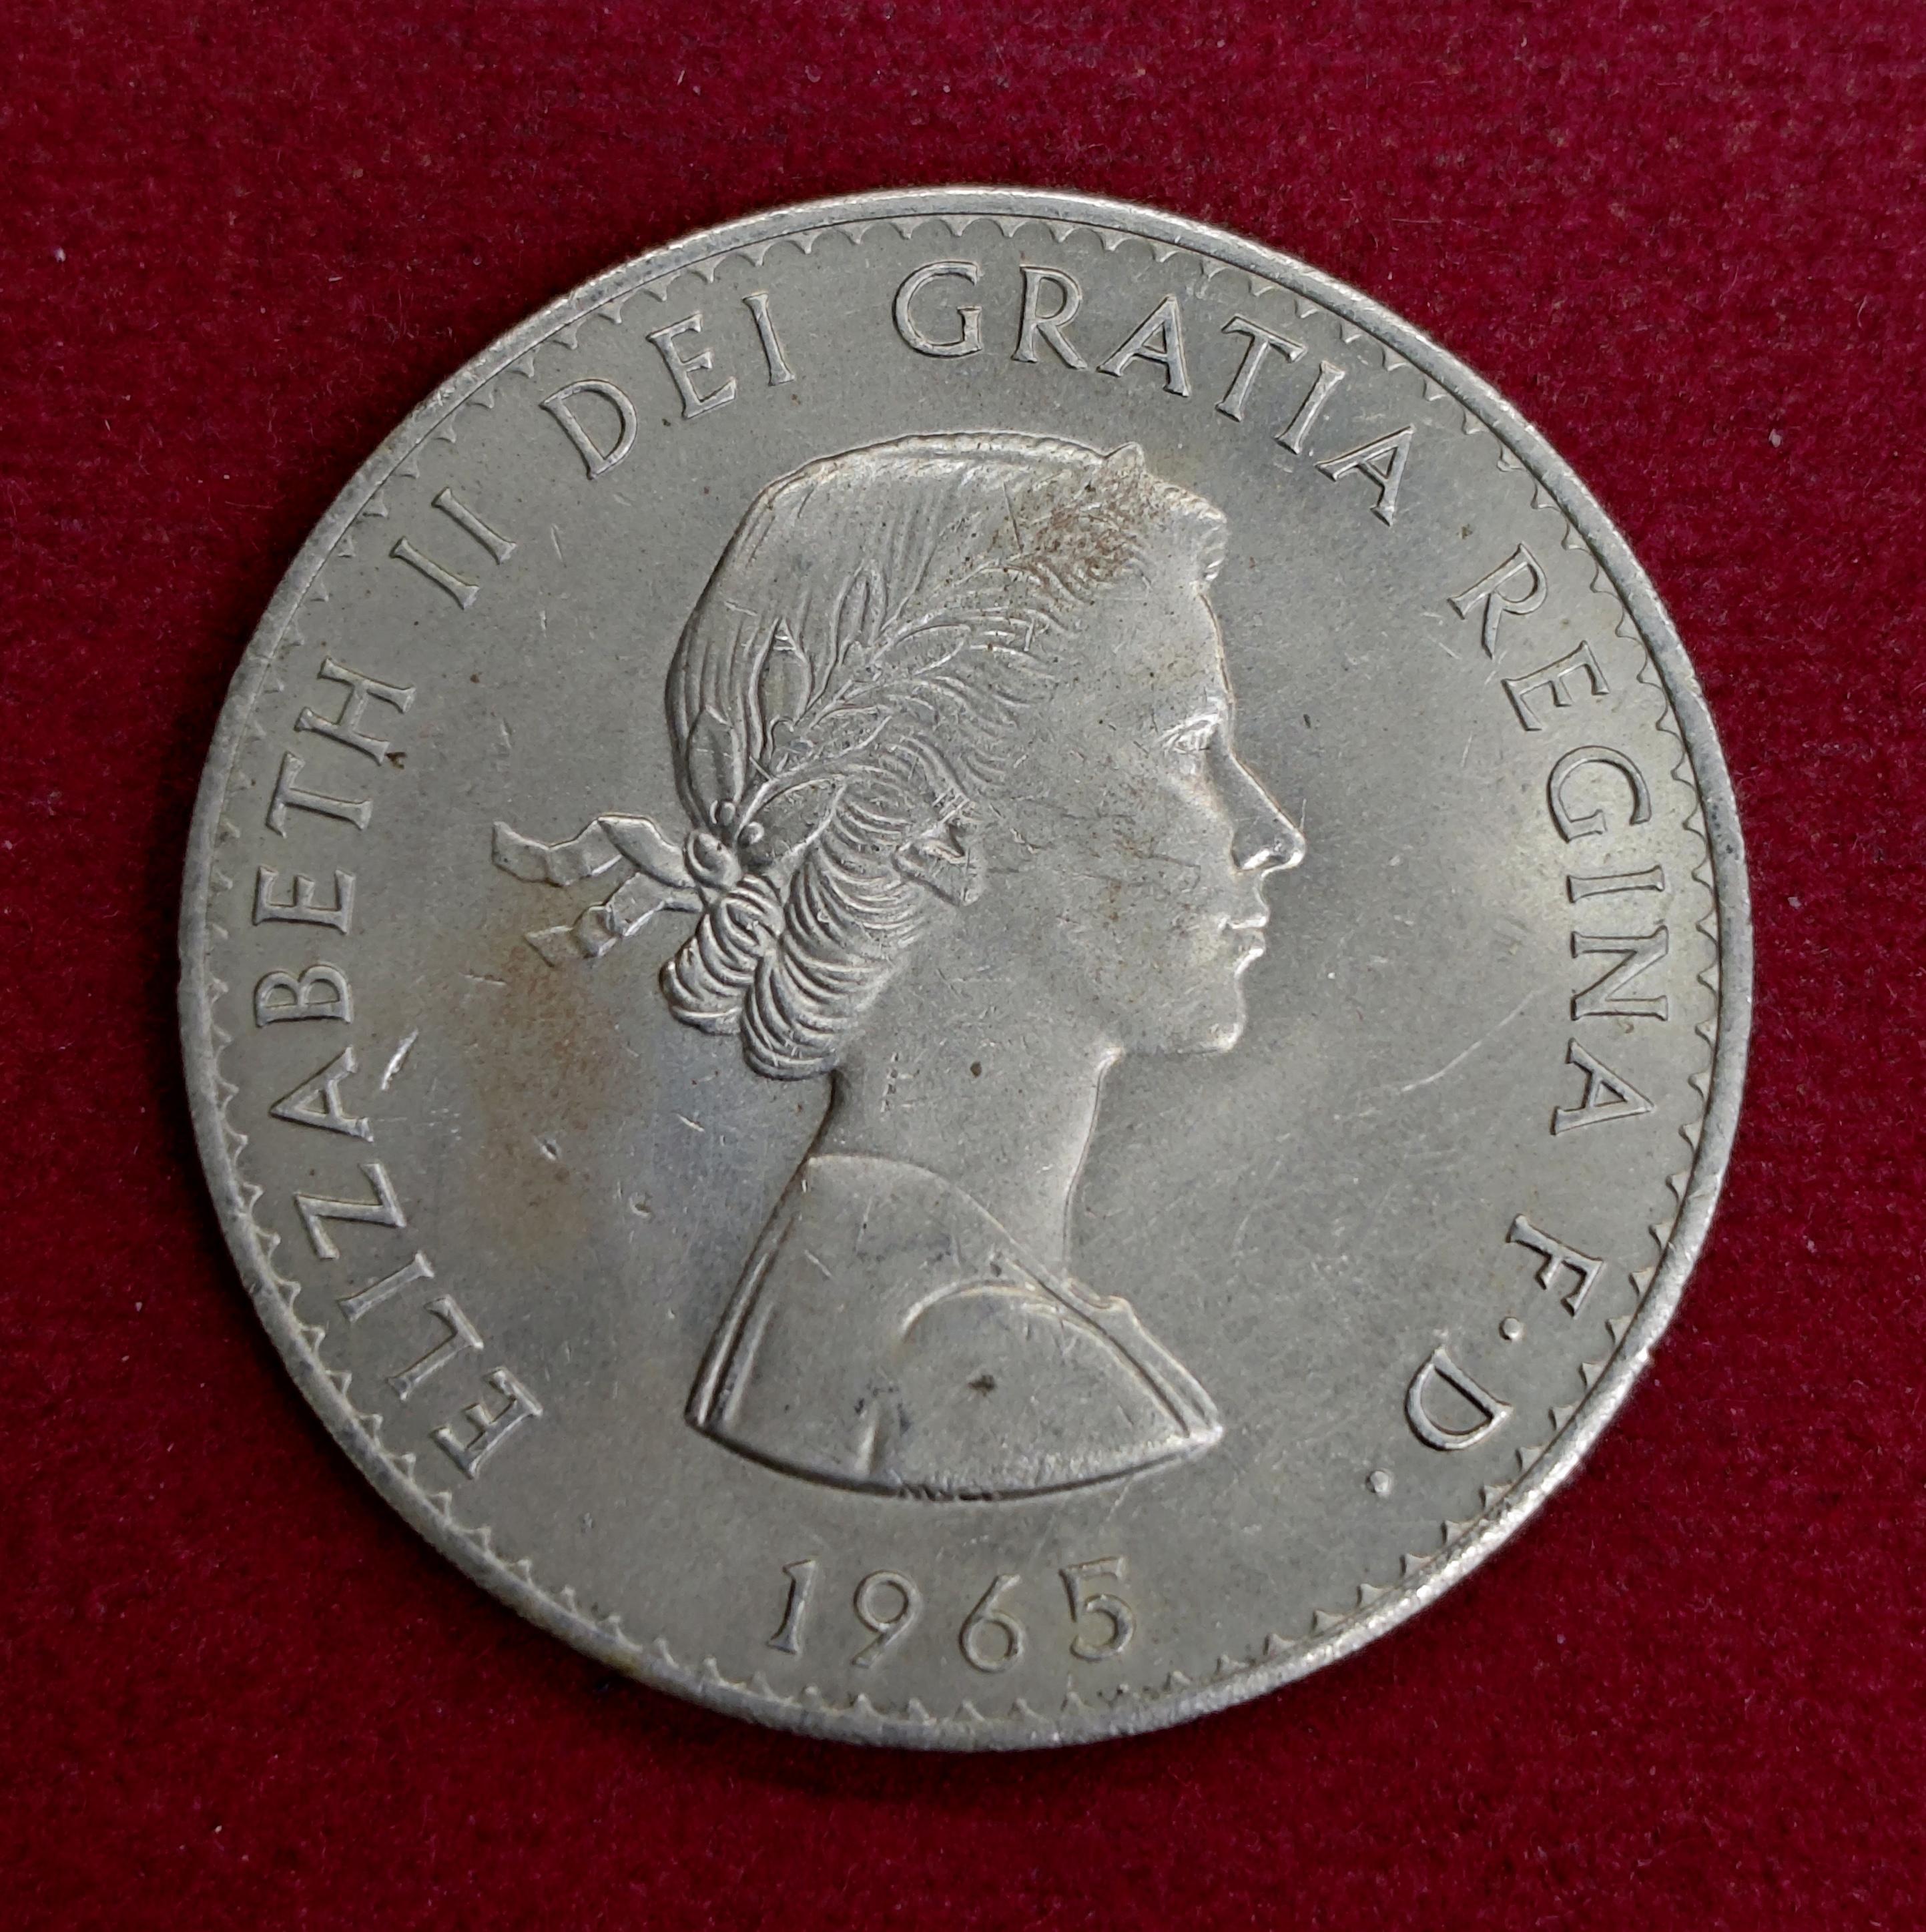 ELIZABETH II DEI GRATIA REGINA F·D·
1965